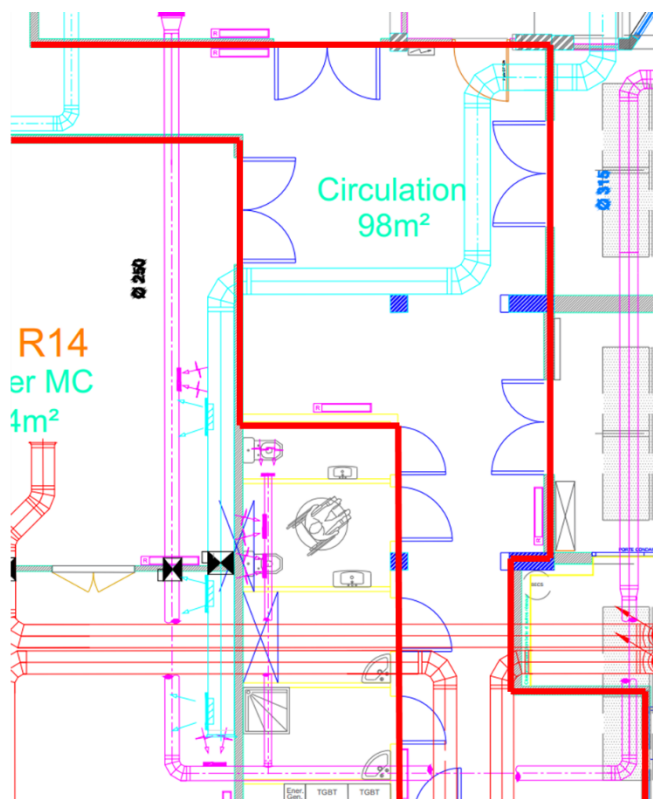 R
R
Circulation
98m²
Ø 315
Ø 250
R14
er MC
4m²
R
R
R
Ener.
Gen.
TGBT
TGBT